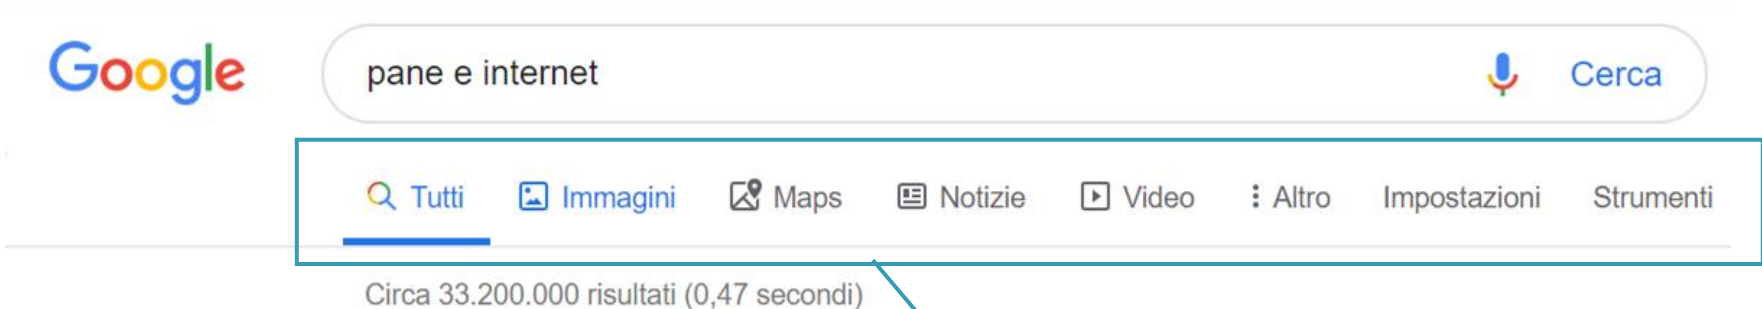 Google pane e internet Cerca
Tutti Immagini Maps Notizie Video Altro Impostazioni Strumenti
Circa 33.200.000 risultati (0,47 secondi)